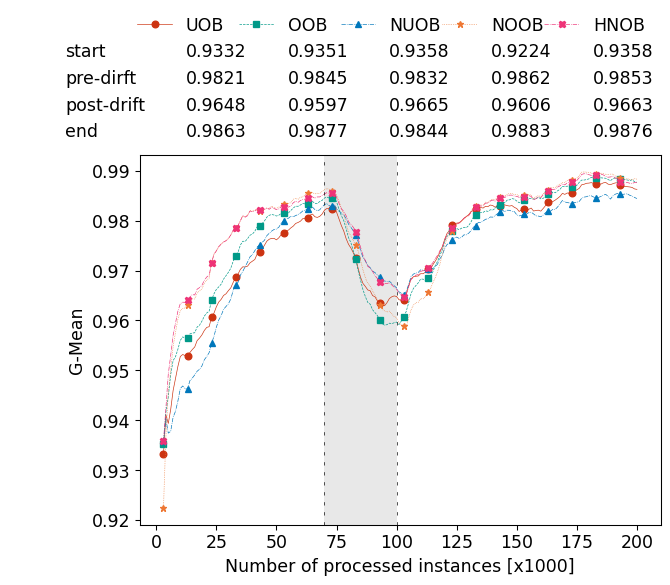 UOB OOB NUOB NOOB HNOB
start 0.9332 0.9351 0.9358 0.9224 0.9358
pre-dirft 0.9821 0.9845 0.9832 0.9862 0.9853
post-drift 0.9648 0.9597 0.9665 0.9606 0.9663
end 0.9863 0.9877 0.9844 0.9883 0.9876
0.99
0.98
0.97
0.96
0.95
0.94
0.93
0.92
G-Mean
0 25 50 75 100 125 150 175 200
Number of processed instances [x1000]